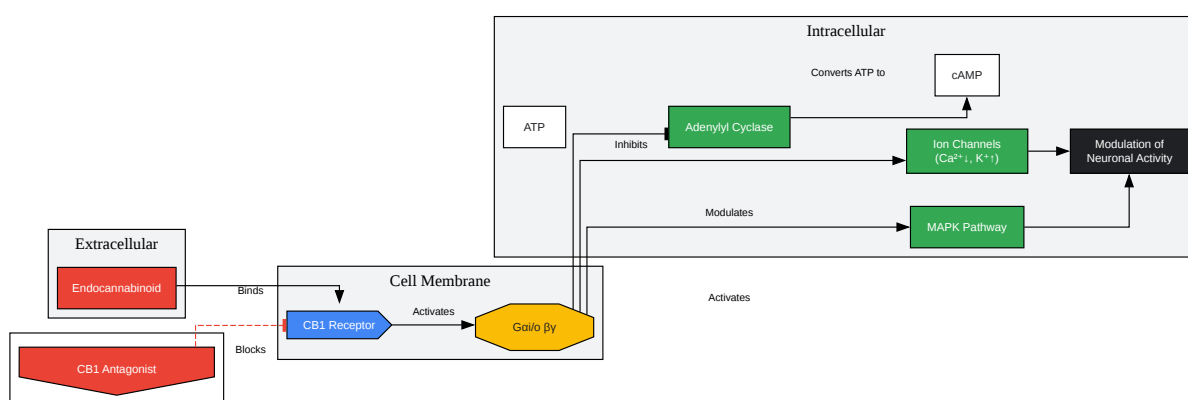 Intracellular
Converts ATP to
cAMP
ATP
Adenylyl Cyclase
Inhibits
Ion Channels
(Ca²⁺↓, K⁺↑)
Modulation of
Neuronal Activity
Modulates
MAPK Pathway
Extracellular
Endocannabinoid
Binds
Cell Membrane
Activates
CB1 Receptor
Activates
Gαi/o βγ
Blocks
CB1 Antagonist